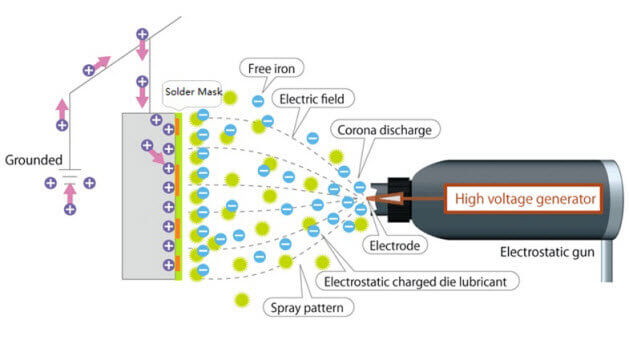 Solder Mask
Free iron
Electric field
Corona discharge
Grounded
High voltage generator
Electrode
Electrostatic gun
Electrostatic charged die lubricant
Spray pattern